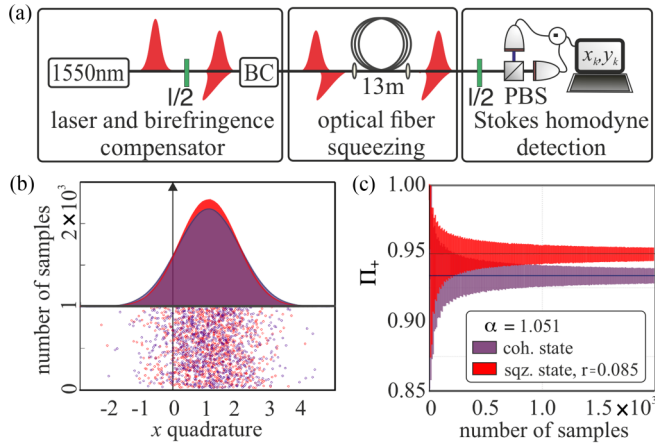 (a)
1550nm
l/2
BC
13m
l/2
PBS
x_k,y_k
laser and birefringence
compensator
optical fiber
squeezing
Stokes homodyne
detection
(b)
number of samples
0 1 2×10³
-2 -1 0 1 2 3 4
x quadrature
(c)
Π₊
1.00
0.95
0.90
0.85
α = 1.051
coh. state
sqz. state, r=0.085
0 0.5 1.0 1.5×10³
number of samples